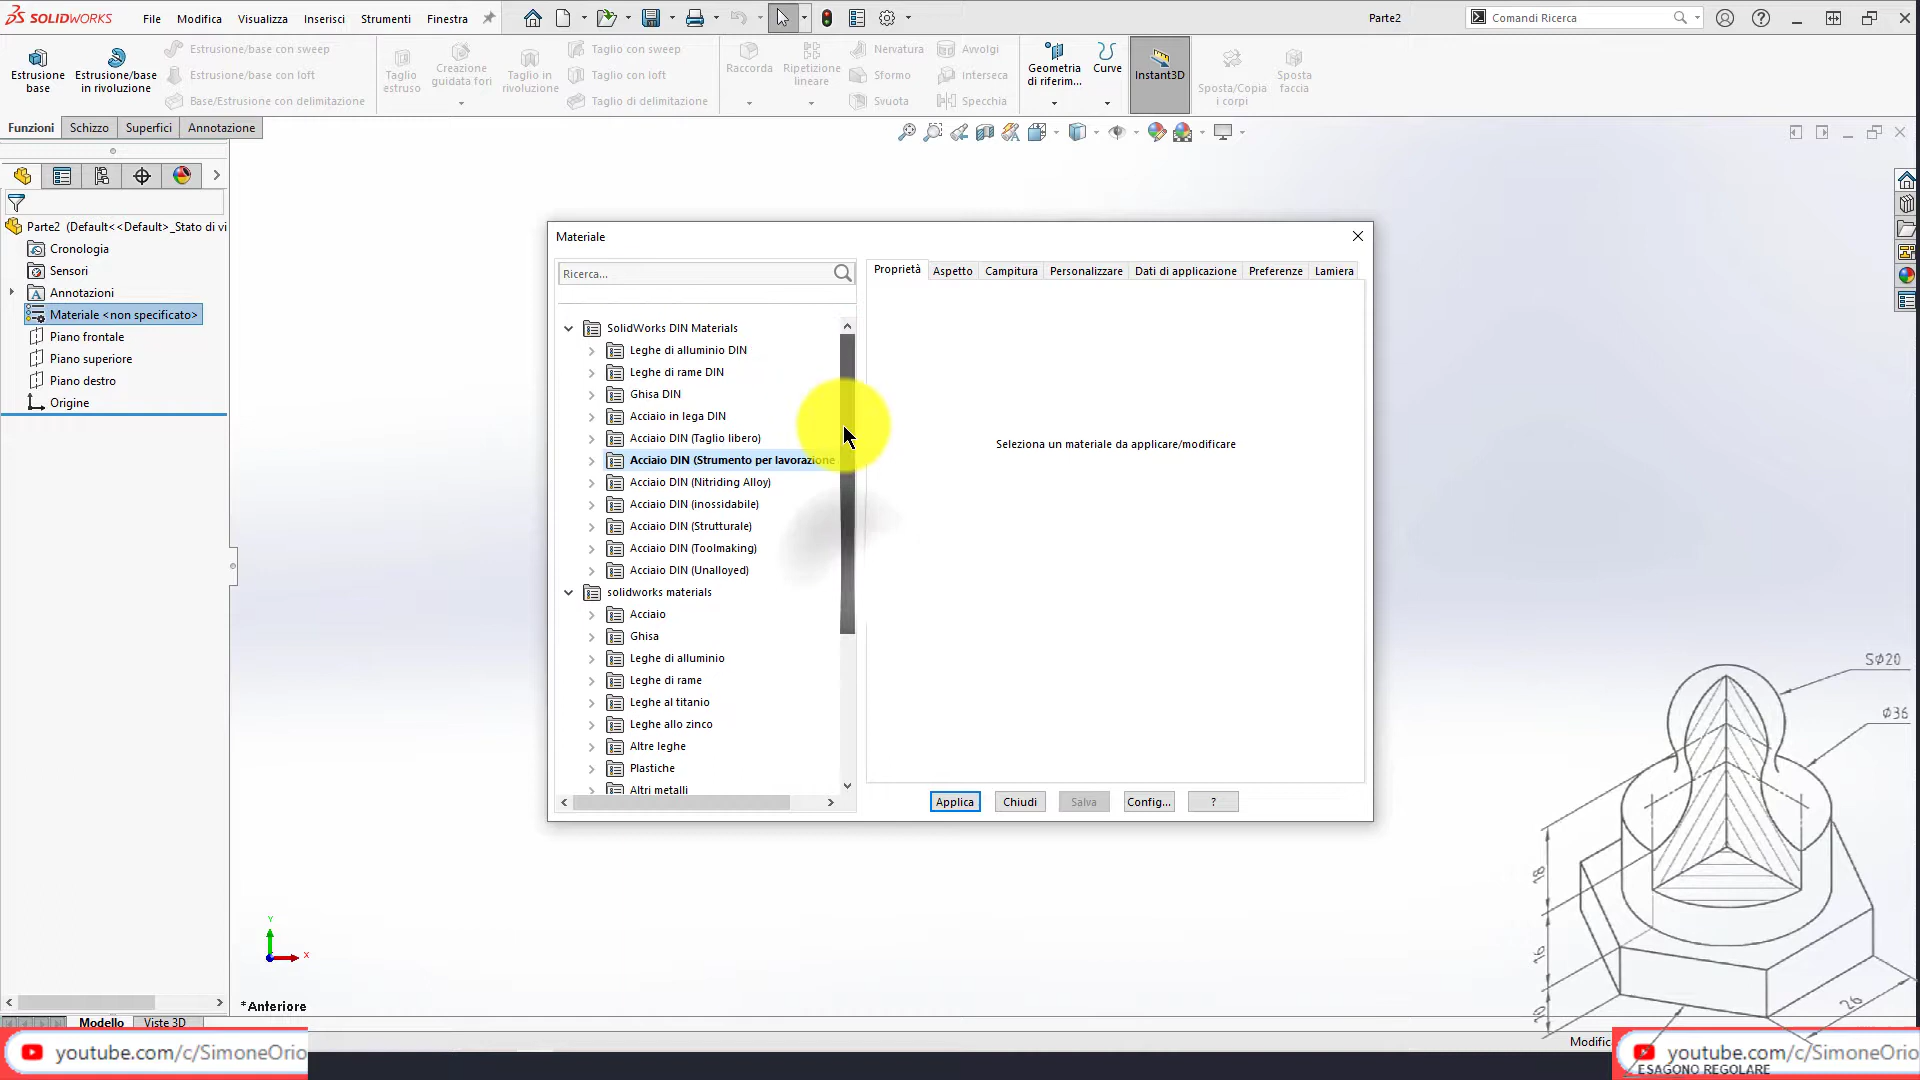 SOLIDWORKS
File Modifica Visualizza Inserisci Strumenti Finestra
Parte2
Comandi Ricerca
Estrusione base
Estrusione/base in rivoluzione
Estrusione/base con sweep
Estrusione/base con loft
Base/Estrusione con delimitazione
Taglio estruso
Creazione guidata fori
Taglio in rivoluzione
Taglio con sweep
Taglio con loft
Taglio di delimitazione
Raccorda
Ripetizione lineare
Nervatura
Sformo
Svuota
Avvolgi
Interseca
Specchia
Geometria di riferim...
Curve
Instant3D
Sposta/Copia i corpi
Sposta faccia
Funzioni Schizzo Superfici Annotazione
Parte2 (Default<<Default>_Stato di vi
Cronologia
Sensori
Annotazioni
Materiale <non specificato>
Piano frontale
Piano superiore
Piano destro
Origine
Materiale
Ricerca...
SolidWorks DIN Materials
Leghe di alluminio DIN
Leghe di rame DIN
Ghisa DIN
Acciaio in lega DIN
Acciaio DIN (Taglio libero)
Acciaio DIN (Strumento per lavorazione
Acciaio DIN (Nitriding Alloy)
Acciaio DIN (inossidabile)
Acciaio DIN (Strutturale)
Acciaio DIN (Toolmaking)
Acciaio DIN (Unalloyed)
solidworks materials
Acciaio
Ghisa
Leghe di alluminio
Leghe di rame
Leghe al titanio
Leghe allo zinco
Altre leghe
Plastiche
Altri metalli
Proprietà Aspetto Campitura Personalizzare Dati di applicazione Preferenze Lamiera
Seleziona un materiale da applicare/modificare
Applica Chiudi Salva Config... ?
SΦ20
Φ36
18
16
10
26
Y
X
*Anteriore
Modello Viste 3D
Modific
youtube.com/c/SimoneOrio
youtube.com/c/SimoneOrio
ESAGONO REGOLARE